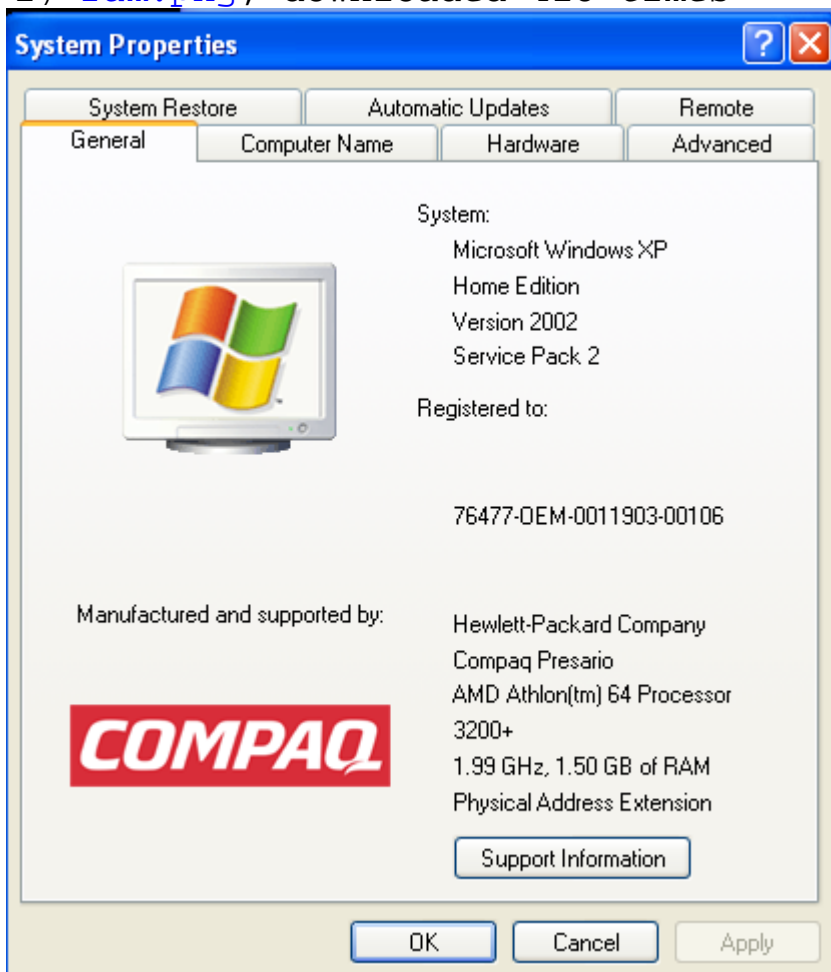 System Properties
System Restore Automatic Updates Remote
General Computer Name Hardware Advanced
System:
Microsoft Windows XP
Home Edition
Version 2002
Service Pack 2
Registered to:
76477-OEM-0011903-00106
Manufactured and supported by:
Hewlett-Packard Company
Compaq Presario
AMD Athlon(tm) 64 Processor
3200+
1.99 GHz, 1.50 GB of RAM
Physical Address Extension
COMPAQ
Support Information
OK Cancel Apply